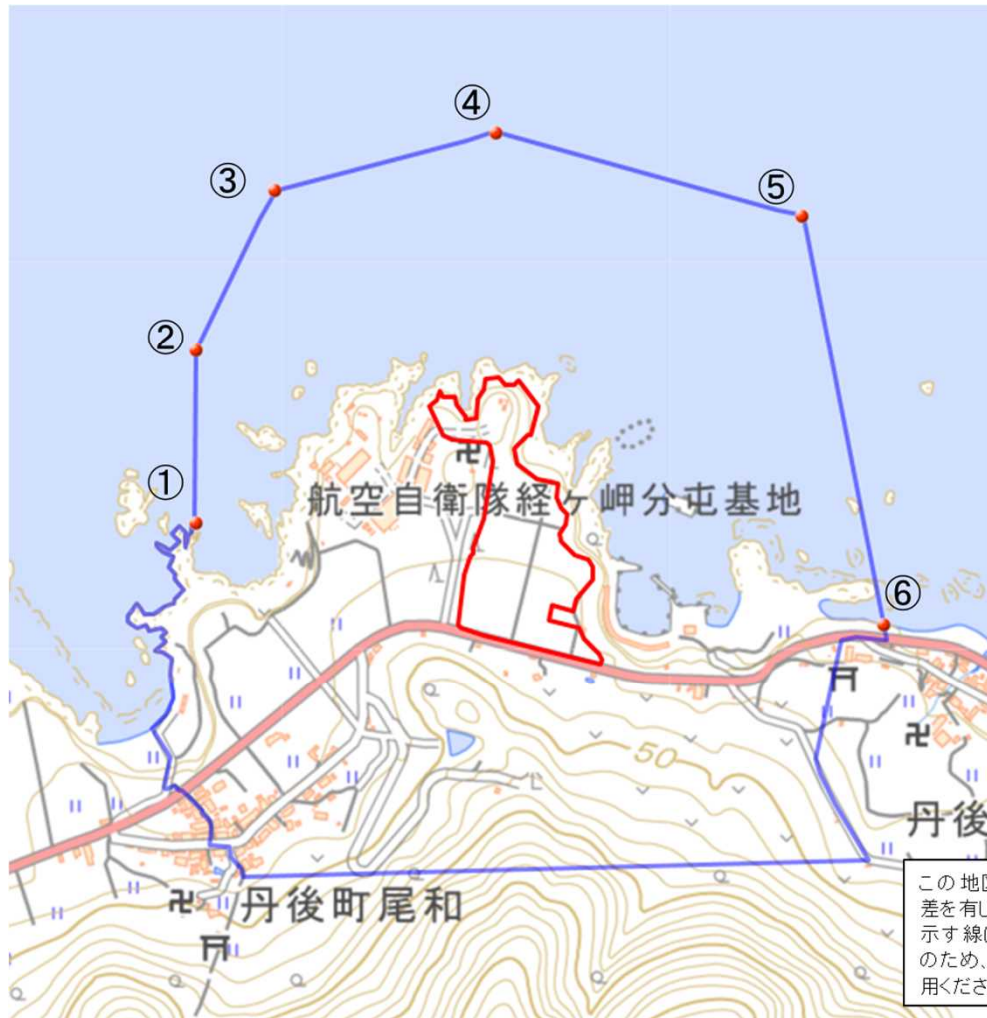 ④
③
⑤
②
①
航空自衛隊経ヶ岬分屯基地
⑥
50
丹後
丹後町尾和
この地図
差を有し
示す線は
のため、
用くださ